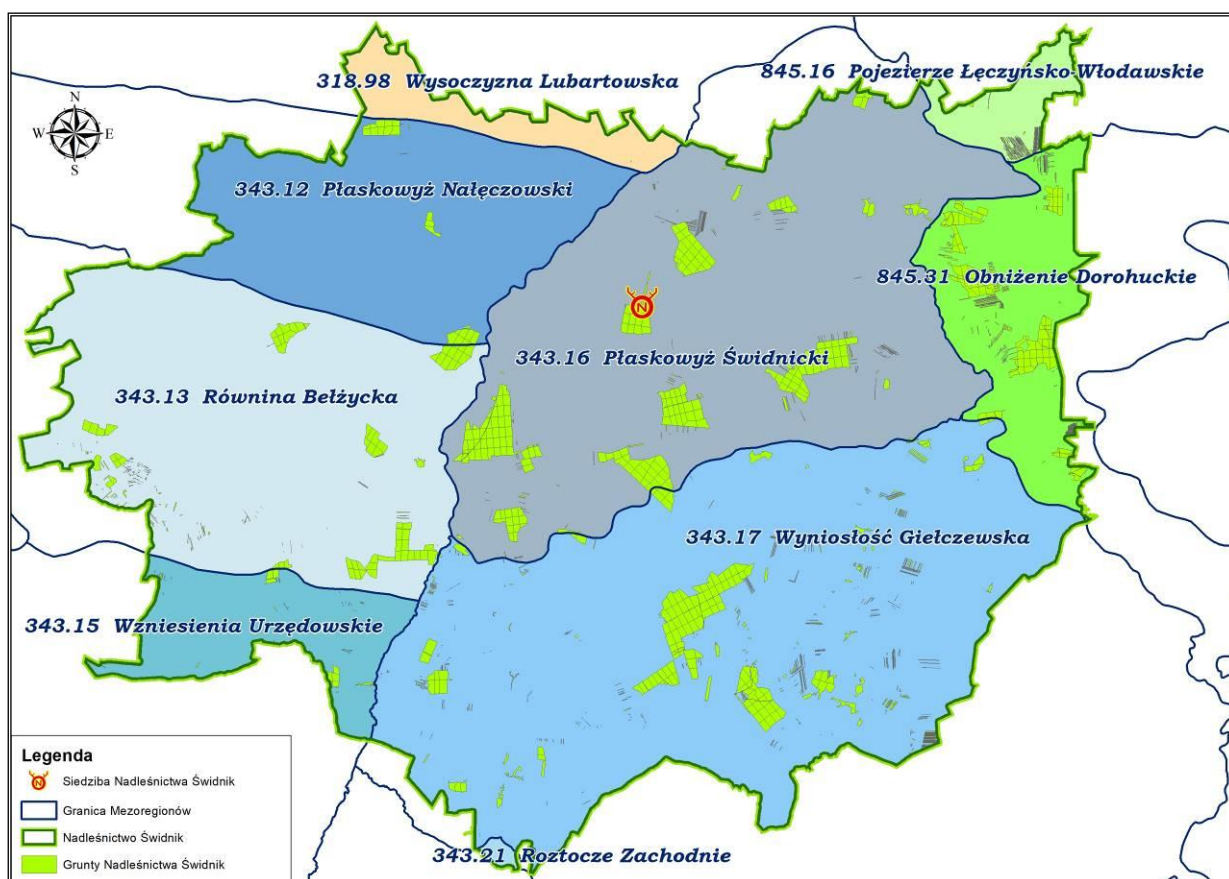 318.98 Wysoczyzna Lubartowska
845.16 Pojezierze Łęczyńsko-Włodawskie
N
W E
S
343.12 Płaskowyż Nałęczowski
845.31 Obniżenie Dorohuckie
N
343.16 Płaskowyż Świdnicki
343.13 Równina Bełżycka
343.17 Wyniosłość Giełczewska
343.15 Wzniesienia Urzędowskie
343.21 Roztocze Zachodnie
Legenda
N Siedziba Nadleśnictwa Świdnik
Granica Mezoregionów
Nadleśnictwo Świdnik
Grunty Nadleśnictwa Świdnik